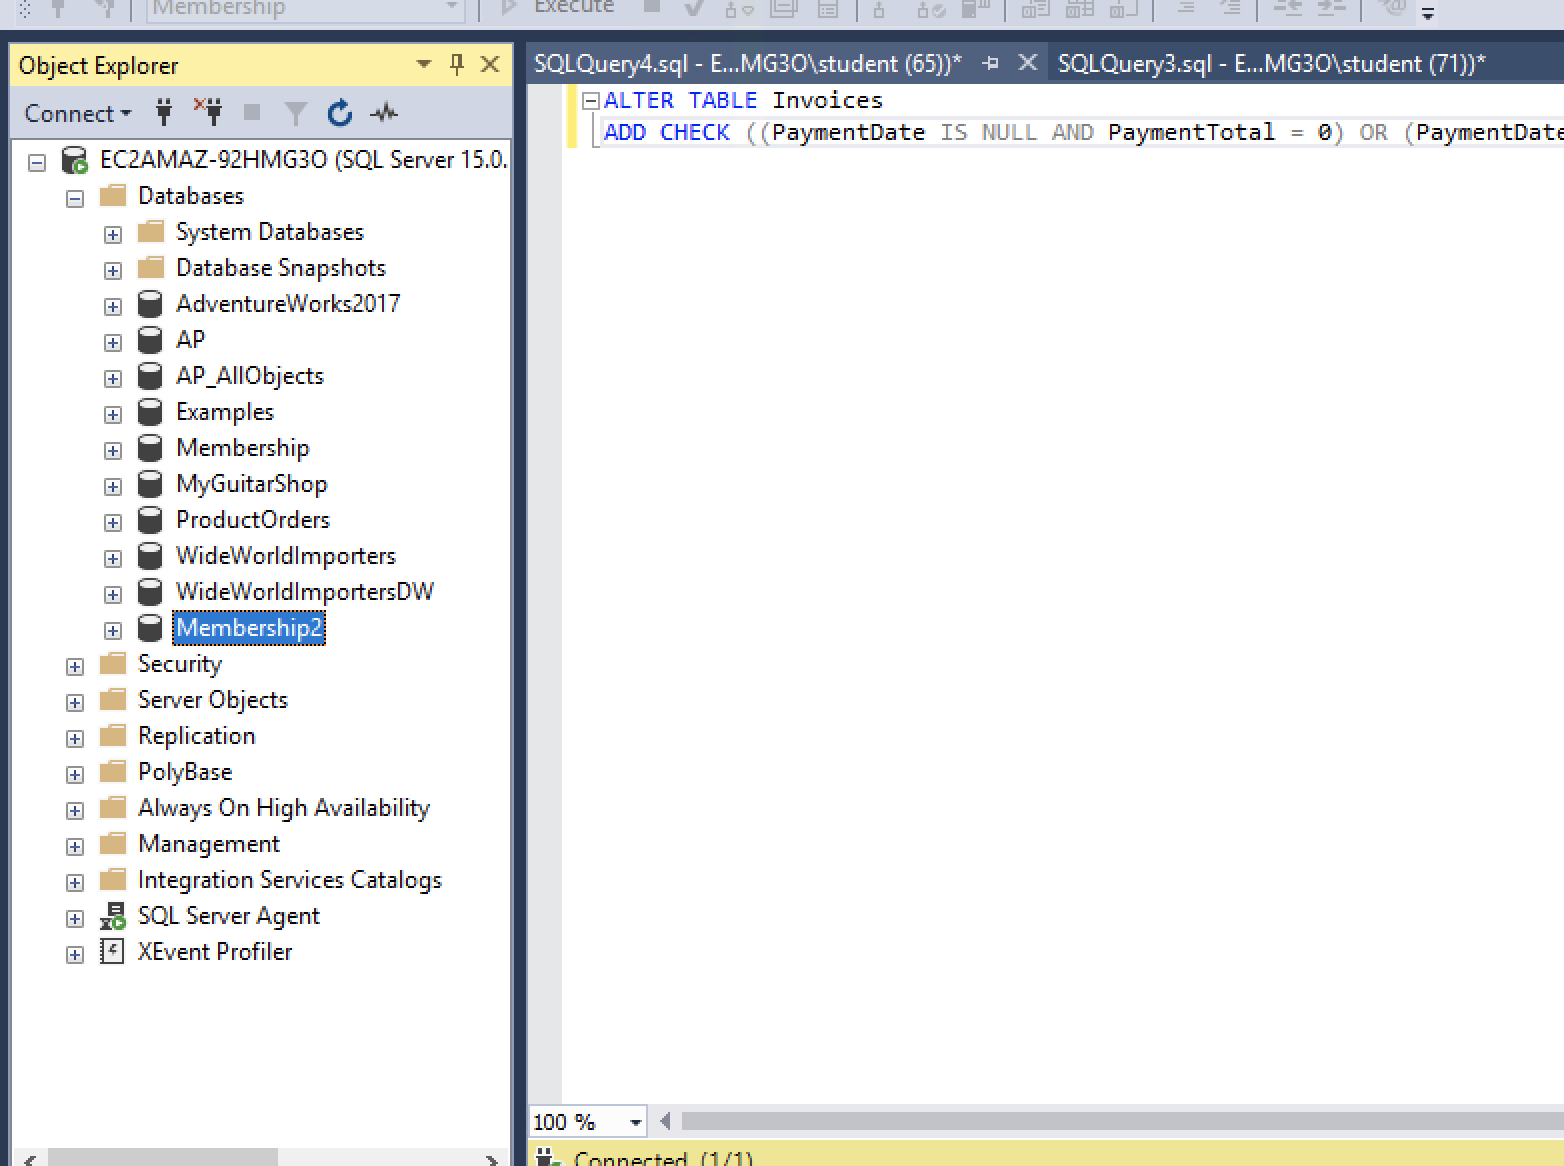 Membership
Execute
Object Explorer
Connect
EC2AMAZ-92HMG3O (SQL Server 15.0.
Databases
System Databases
Database Snapshots
AdventureWorks2017
AP
AP_AllObjects
Examples
Membership
MyGuitarShop
ProductOrders
WideWorldImporters
WideWorldImportersDW
Membership2
Security
Server Objects
Replication
PolyBase
Always On High Availability
Management
Integration Services Catalogs
SQL Server Agent
XEvent Profiler
SQLQuery4.sql - E...MG3O\student (65))* SQLQuery3.sql - E...MG3O\student (71))*
ALTER TABLE Invoices
ADD CHECK ((PaymentDate IS NULL AND PaymentTotal = 0) OR (PaymentDate
100 %
Connected. (1/1)